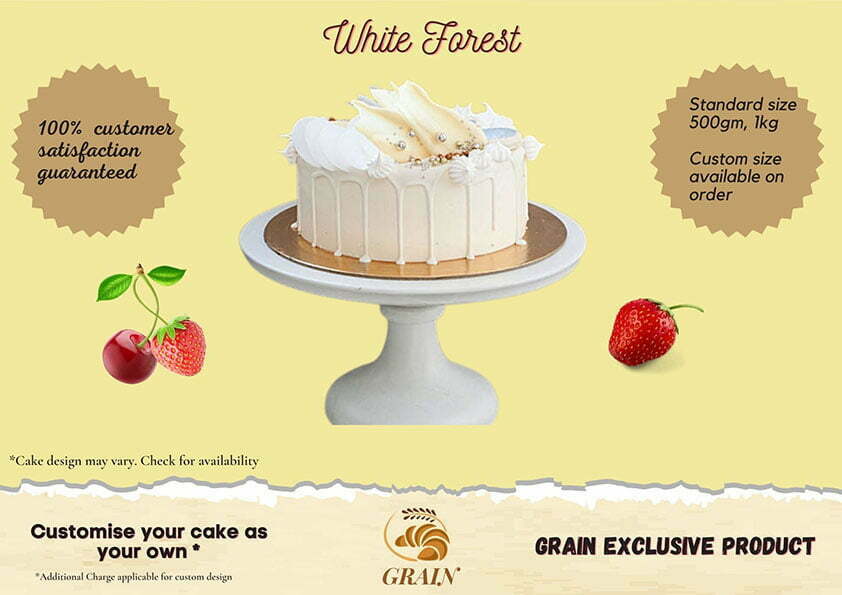 White Forest
100% customer
satisfaction
guaranteed
Standard size
500gm, 1kg
Custom size
available on
order
*Cake design may vary. Check for availability
Customise your cake as
your own *
*Additional Charge applicable for custom design
GRAIN
GRAIN EXCLUSIVE PRODUCT